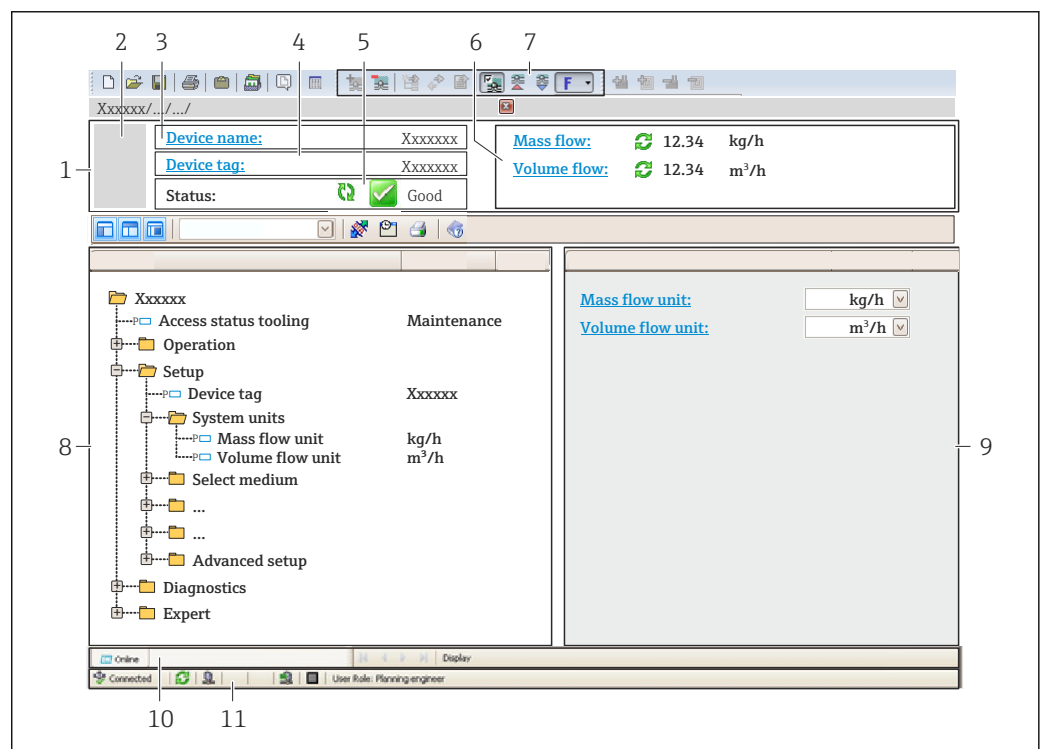 2 3 4 5 6 7
F
Xxxxxx/.../.../
1
Device name: Xxxxxxx
Device tag: Xxxxxxx
Status: Good
Mass flow: 12.34 kg/h
Volume flow: 12.34 m³/h
Xxxxxx
P Access status tooling Maintenance
Operation
Setup
P Device tag Xxxxxx
System units
P Mass flow unit kg/h
P Volume flow unit m³/h
Select medium
...
...
Advanced setup
Diagnostics
Expert
8
Mass flow unit: kg/h
Volume flow unit: m³/h
9
Online Display
Connected User Role: Planning engineer
10 11